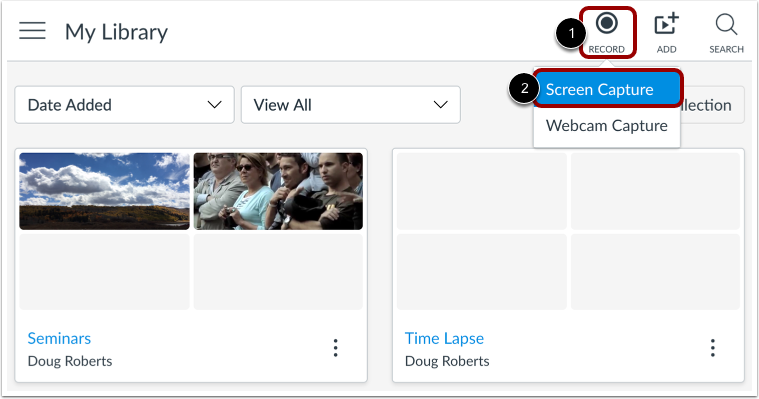 My Library
1
RECORD
ADD
SEARCH
2
Screen Capture
Webcam Capture
Date Added
View All
llection
Seminars
Doug Roberts
Time Lapse
Doug Roberts